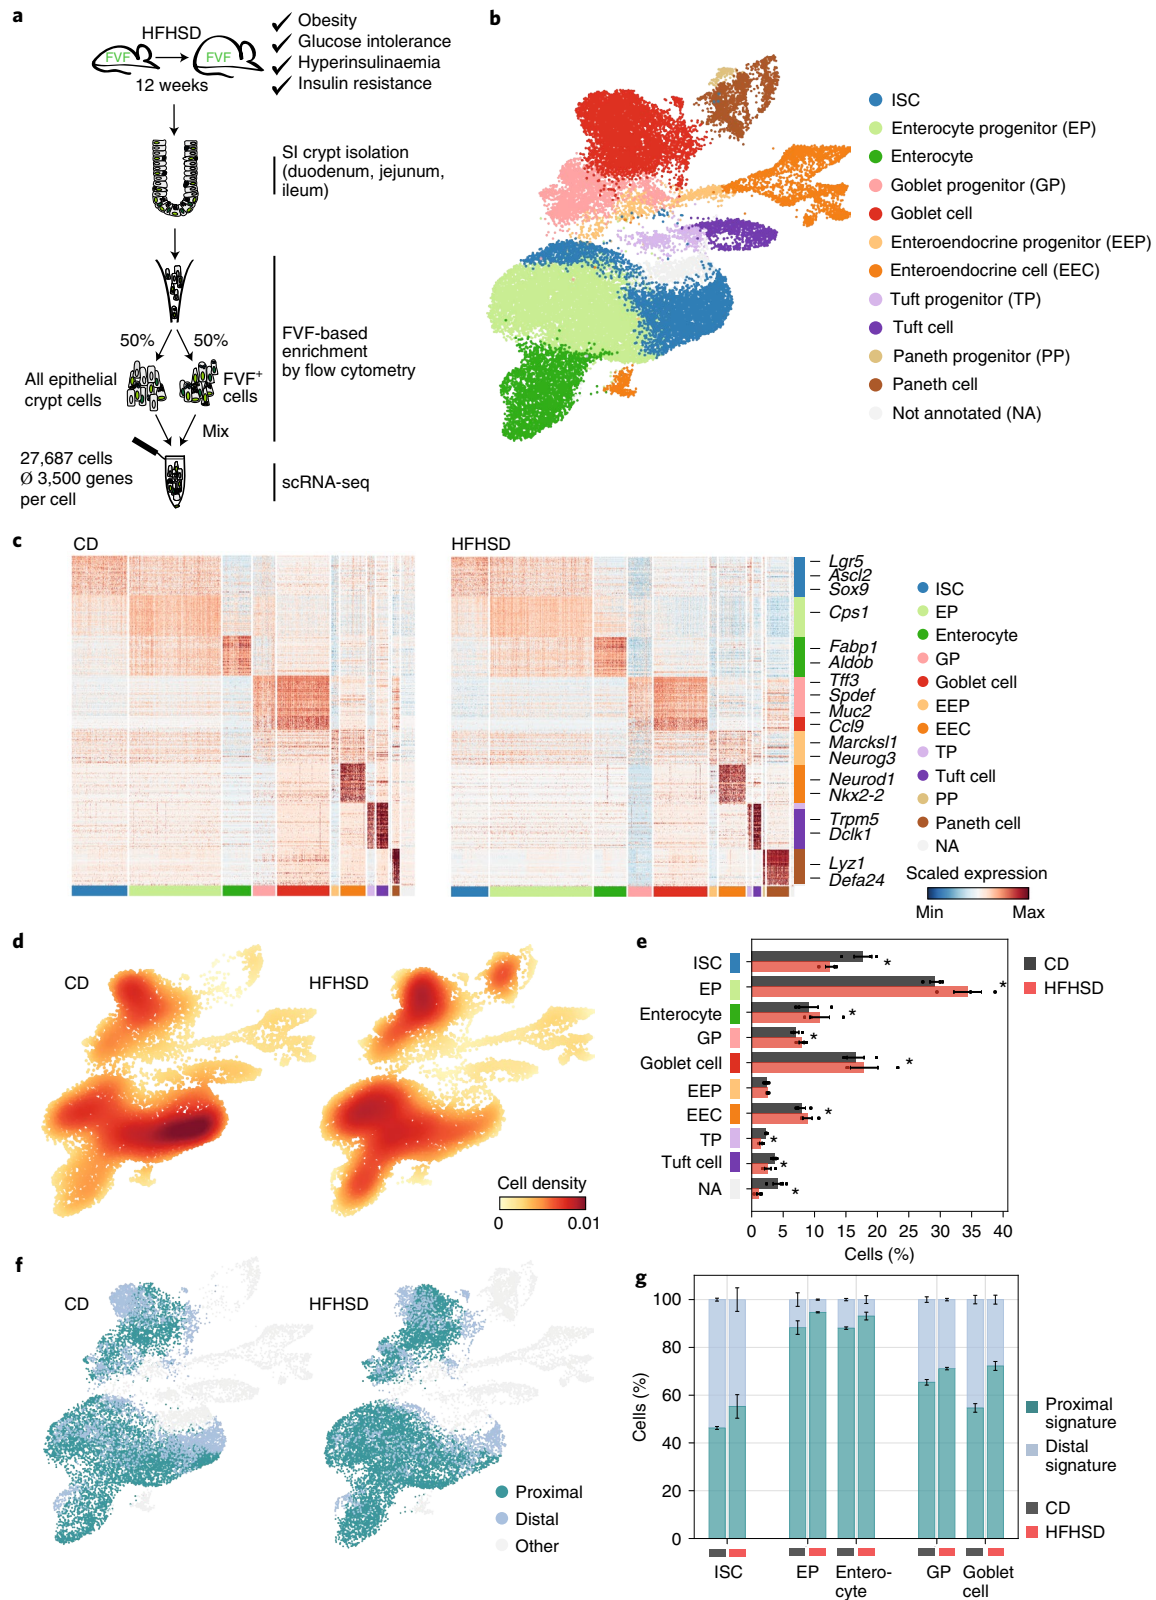 a
HFHSD
FVF
FVF
12 weeks
Obesity
Glucose intolerance
Hyperinsulinaemia
Insulin resistance
SI crypt isolation
(duodenum, jejunum,
ileum)
50%
50%
All epithelial
crypt cells
FVF+
cells
Mix
FVF-based
enrichment
by flow cytometry
27,687 cells
Ø 3,500 genes
per cell
scRNA-seq
b
ISC
Enterocyte progenitor (EP)
Enterocyte
Goblet progenitor (GP)
Goblet cell
Enteroendocrine progenitor (EEP)
Enteroendocrine cell (EEC)
Tuft progenitor (TP)
Tuft cell
Paneth progenitor (PP)
Paneth cell
Not annotated (NA)
c
CD
HFHSD
Lgr5
Ascl2
Sox9
Cps1
Fabp1
Aldob
Tff3
Spdef
Muc2
Ccl9
Marcksl1
Neurog3
Neurod1
Nkx2-2
Trpm5
Dclk1
Lyz1
Defa24
ISC
EP
Enterocyte
GP
Goblet cell
EEP
EEC
TP
Tuft cell
PP
Paneth cell
NA
Scaled expression
Min
Max
d
CD
HFHSD
Cell density
0
0.01
e
ISC
EP
Enterocyte
GP
Goblet cell
EEP
EEC
TP
Tuft cell
NA
*
*
*
*
*
*
*
*
*
0 5 10 15 20 25 30 35 40
Cells (%)
CD
HFHSD
f
CD
HFHSD
Proximal
Distal
Other
g
100
80
60
40
20
0
Cells (%)
ISC
EP
Entero-
cyte
GP
Goblet
cell
Proximal
signature
Distal
signature
CD
HFHSD